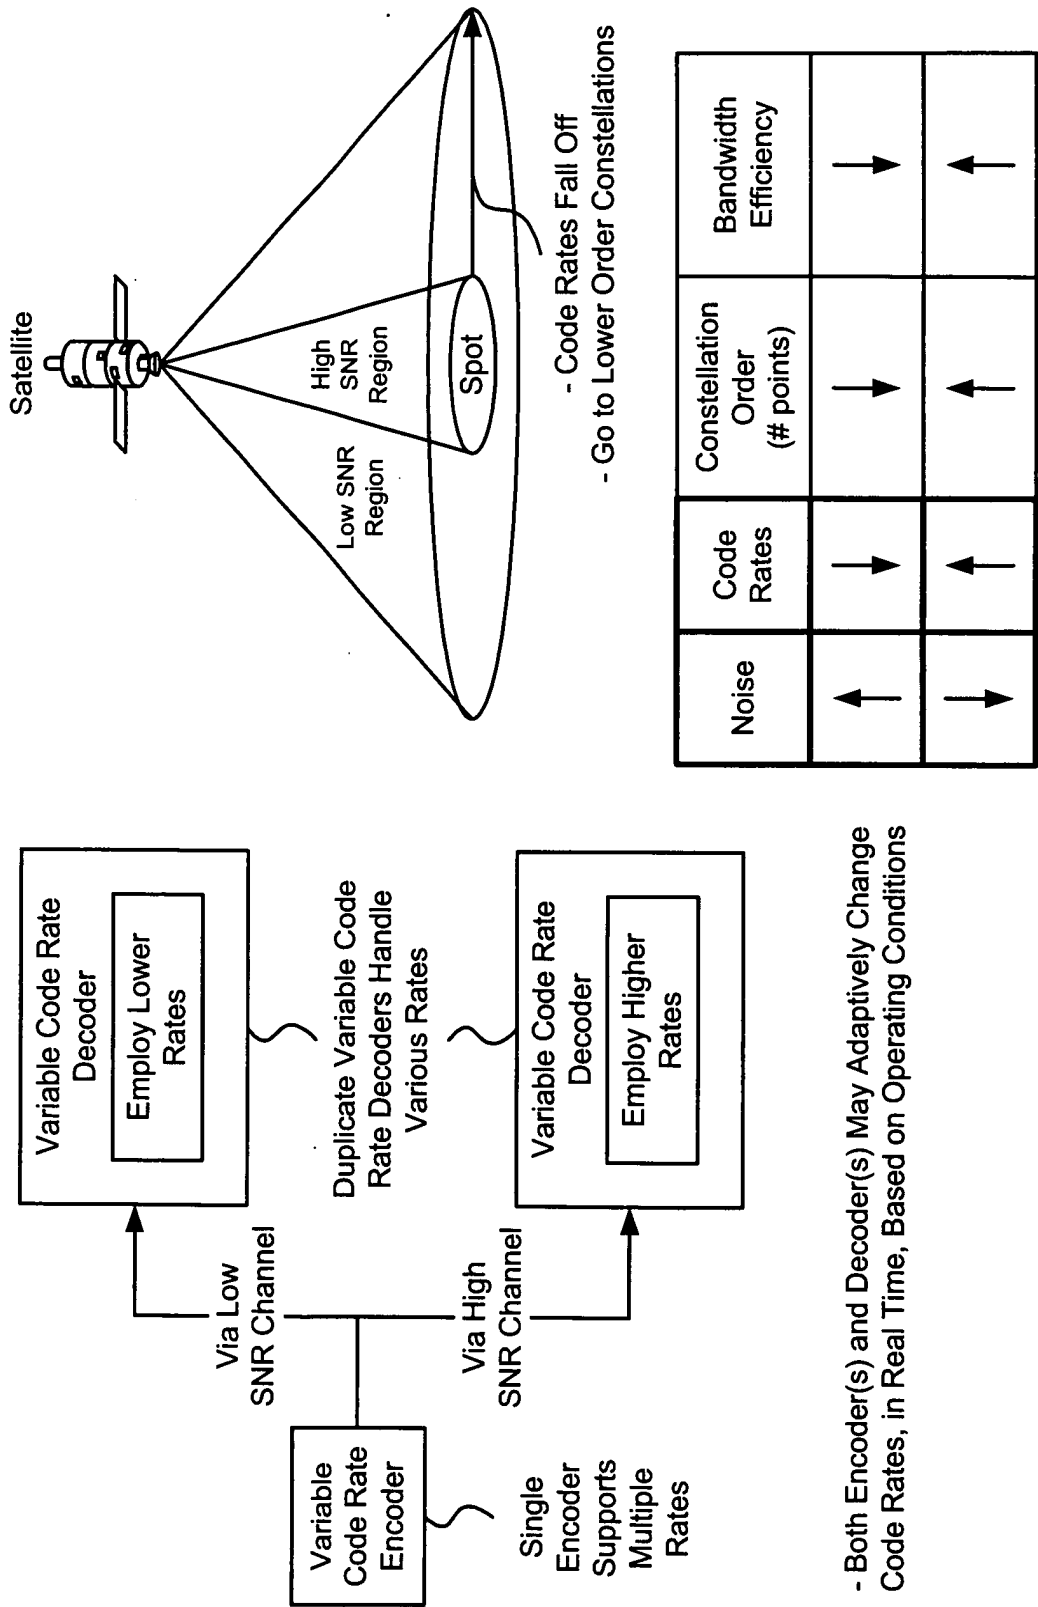 Variable
Code Rate
Encoder
Single
Encoder
Supports
Multiple
Rates
Via Low
SNR Channel
Via High
SNR Channel
Variable Code Rate
Decoder
Employ Lower
Rates
Duplicate Variable Code
Rate Decoders Handle
Various Rates
Variable Code Rate
Decoder
Employ Higher
Rates
- Both Encoder(s) and Decoder(s) May Adaptively Change
Code Rates, in Real Time, Based on Operating Conditions
Satellite
Low SNR
Region
High
SNR
Region
Spot
- Code Rates Fall Off
- Go to Lower Order Constellations
Noise
Code
Rates
Constellation
Order
(# points)
Bandwidth
Efficiency